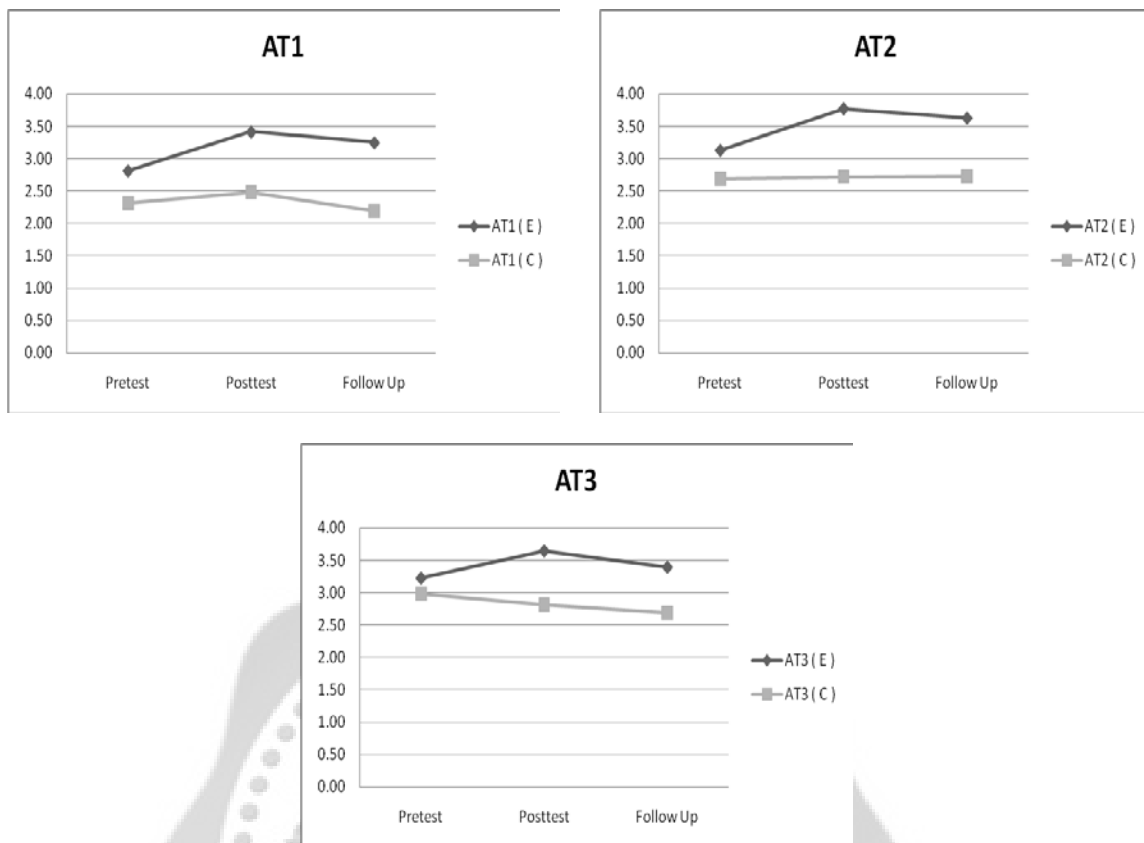 AT1
4.00
3.50
3.00
2.50
2.00
1.50
1.00
0.50
0.00
Pretest Posttest Follow Up
AT1 ( E )
AT1 ( C )
AT2
4.00
3.50
3.00
2.50
2.00
1.50
1.00
0.50
0.00
Pretest Posttest Follow Up
AT2 ( E )
AT2 ( C )
AT3
4.00
3.50
3.00
2.50
2.00
1.50
1.00
0.50
0.00
Pretest Posttest Follow Up
AT3 ( E )
AT3 ( C )